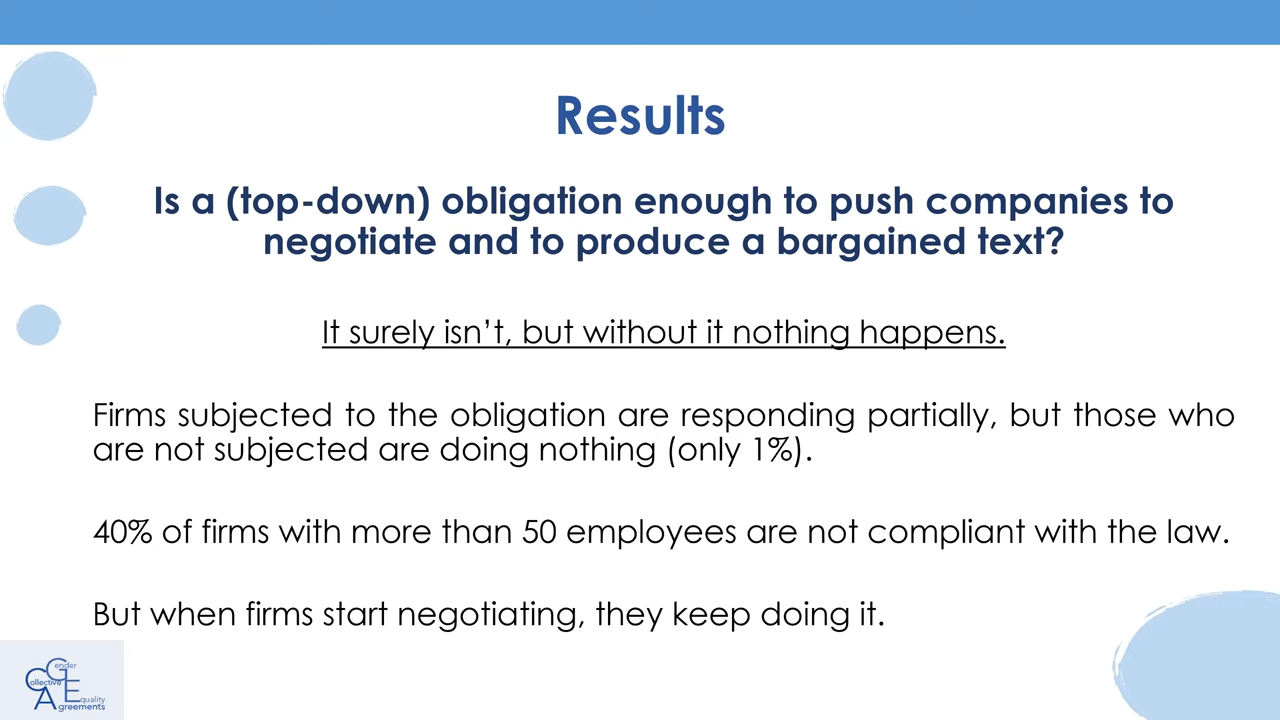 Results
Is a (top-down) obligation enough to push companies to
negotiate and to produce a bargained text?
It surely isn’t, but without it nothing happens.
Firms subjected to the obligation are responding partially, but those who
are not subjected are doing nothing (only 1%).
40% of firms with more than 50 employees are not compliant with the law.
But when firms start negotiating, they keep doing it.
Gender
Collective
Equality
Agreements